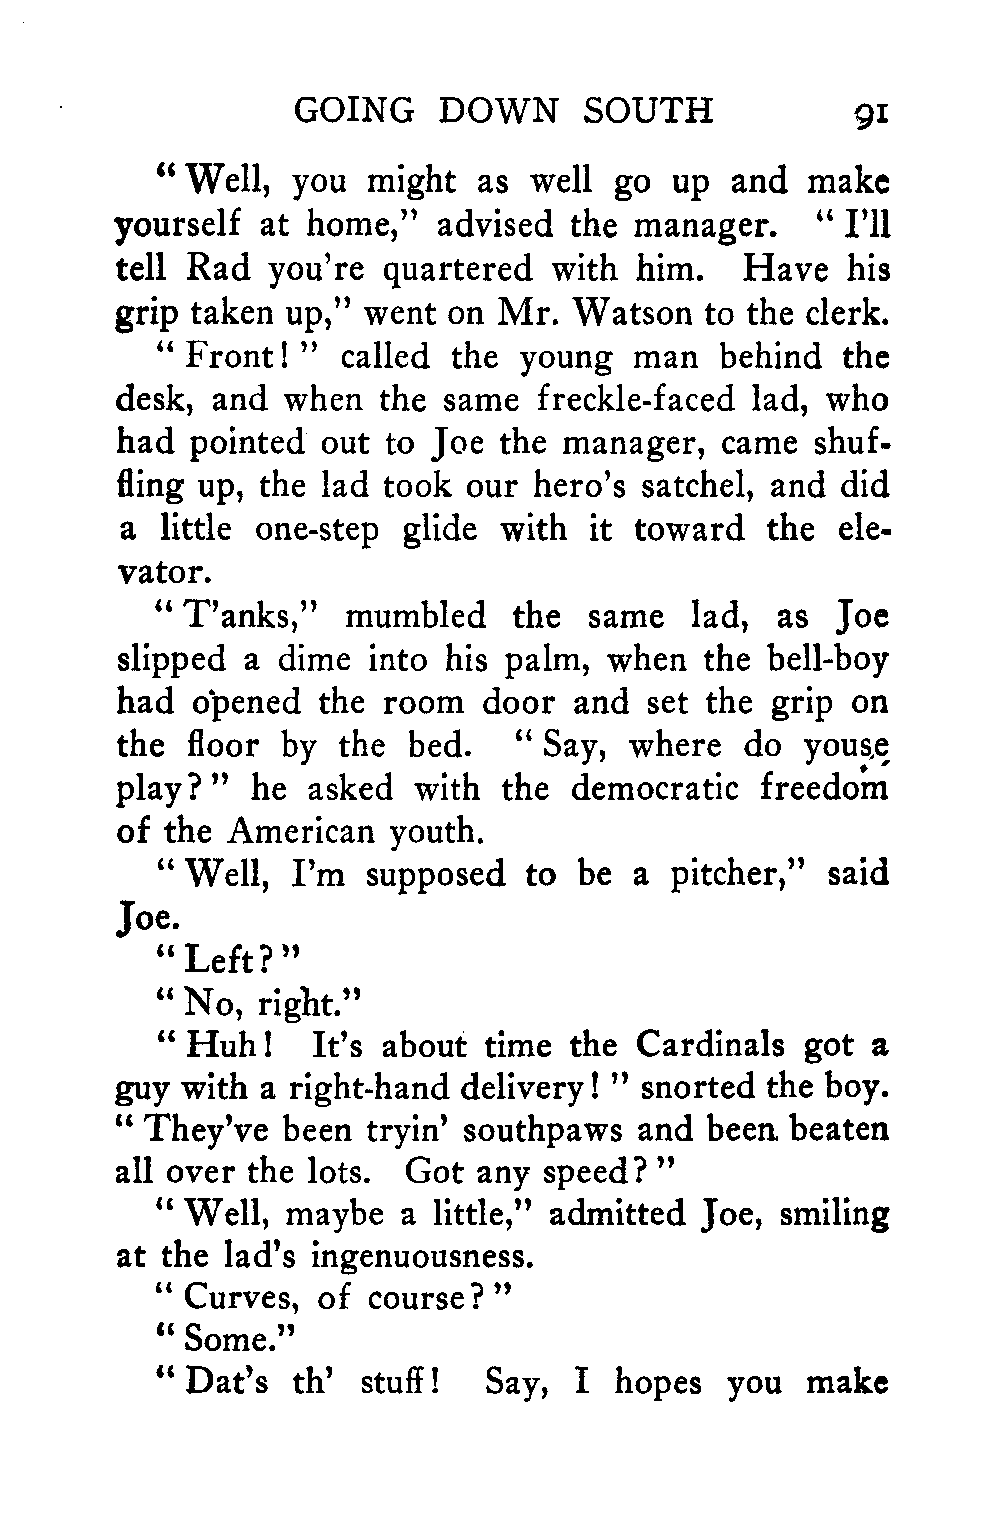 GOING DOWN SOUTH 91
“ Well, you might as well go up and make
yourself at home,” advised the manager. “ I’ll
tell Rad you’re quartered with him. Have his
grip taken up,” went on Mr. Watson to the clerk.
“ Front! ” called the young man behind the
desk, and when the same freckle-faced lad, who
had pointed out to Joe the manager, came shuf-
fling up, the lad took our hero’s satchel, and did
a little one-step glide with it toward the ele-
vator.
“ T’anks,” mumbled the same lad, as Joe
slipped a dime into his palm, when the bell-boy
had opened the room door and set the grip on
the floor by the bed. “ Say, where do youse
play? ” he asked with the democratic freedom
of the American youth.
“ Well, I’m supposed to be a pitcher,” said
Joe.
“ Left? ”
“ No, right.”
“ Huh! It’s about time the Cardinals got a
guy with a right-hand delivery! ” snorted the boy.
“ They’ve been tryin’ southpaws and been beaten
all over the lots. Got any speed? ”
“ Well, maybe a little,” admitted Joe, smiling
at the lad’s ingenuousness.
“ Curves, of course? ”
“ Some.”
“ Dat’s th’ stuff! Say, I hopes you make